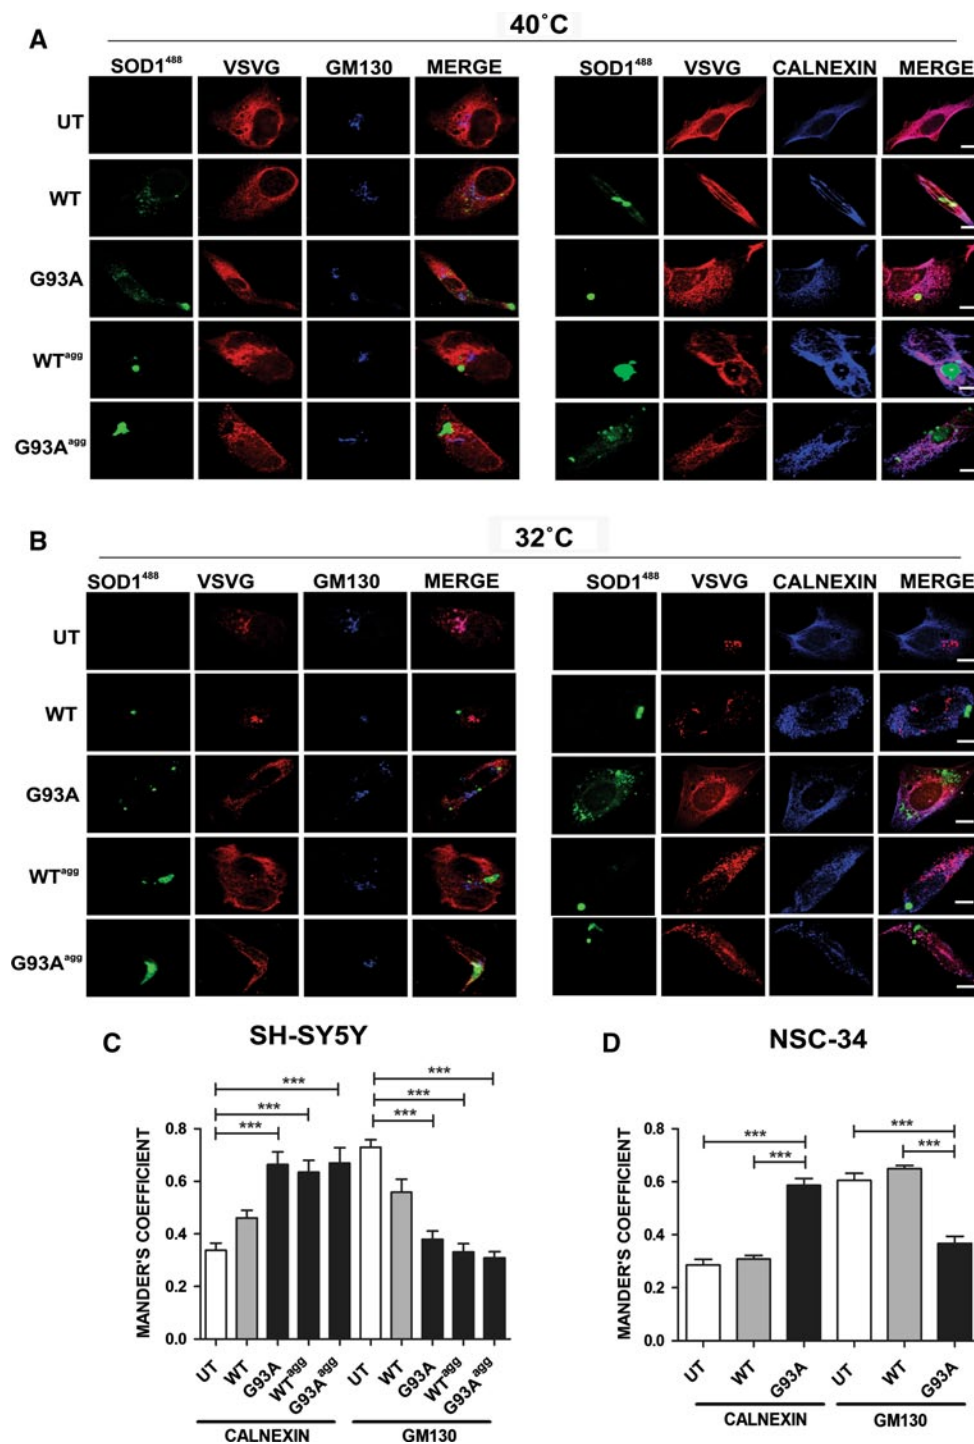 A
40°C
SOD1⁴⁸⁸ VSVG GM130 MERGE SOD1⁴⁸⁸ VSVG CALNEXIN MERGE
UT
WT
G93A
WTᵃᵍᵍ
G93Aᵃᵍᵍ
B
32°C
SOD1⁴⁸⁸ VSVG GM130 MERGE SOD1⁴⁸⁸ VSVG CALNEXIN MERGE
UT
WT
G93A
WTᵃᵍᵍ
G93Aᵃᵍᵍ
C
SH-SY5Y
***
***
***
***
***
***
MANDER'S COEFFICIENT
0.8
0.6
0.4
0.2
0.0
UT WT G93A WTᵃᵍᵍ G93Aᵃᵍᵍ UT WT G93A WTᵃᵍᵍ G93Aᵃᵍᵍ
CALNEXIN GM130
D
NSC-34
***
***
***
***
MANDER'S COEFFICIENT
0.8
0.6
0.4
0.2
0.0
UT WT G93A UT WT G93A
CALNEXIN GM130